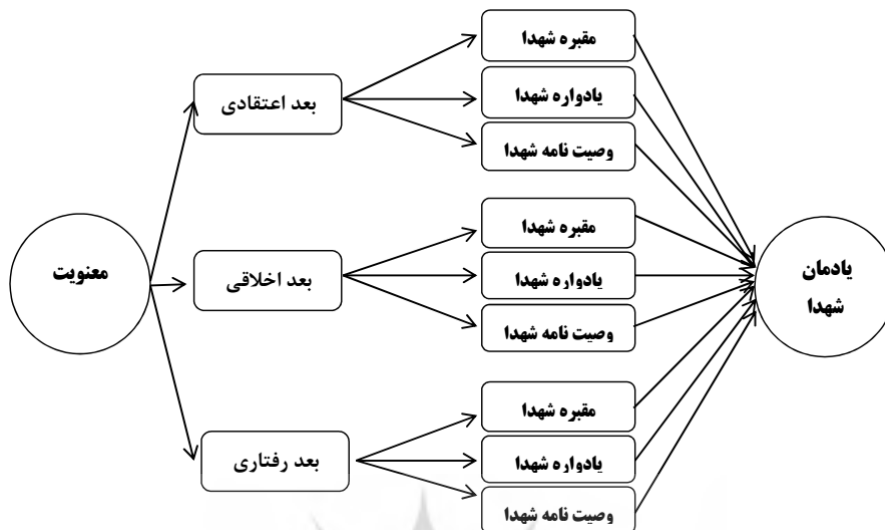 مقبره شهدا
بعد اعتقادی
یادواره شهدا
وصیت نامه شهدا
مقبره شهدا
معنویت
بعد اخلاقی
یادواره شهدا
یادمان
شهدا
وصیت نامه شهدا
مقبره شهدا
بعد رفتاری
یادواره شهدا
وصیت نامه شهدا